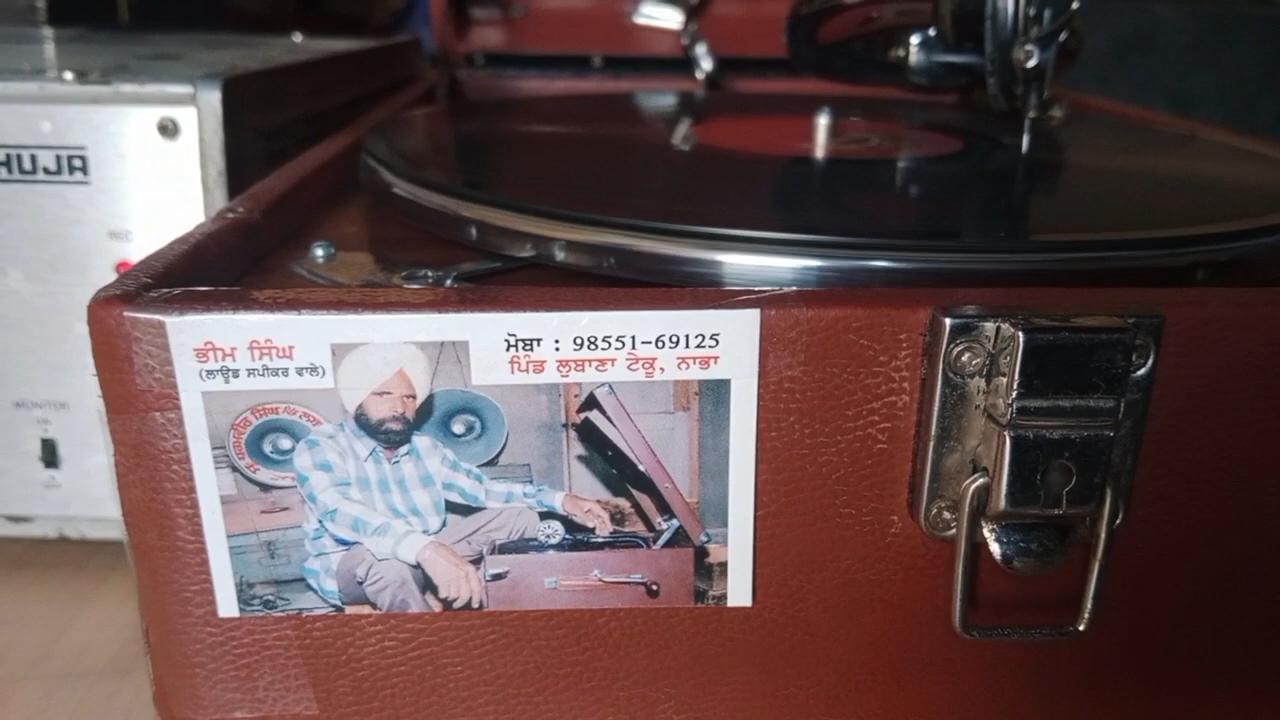 HUJA
MONITOR
ਭੀਮ ਸਿੰਘ
(ਲਾਊਡ ਸਪੀਕਰ ਵਾਲੇ)
ਮੋਬਾ : 98551-69125
ਪਿੰਡ ਲੁਬਾਣਾ ਟੇਕੂ, ਨਾਭਾ